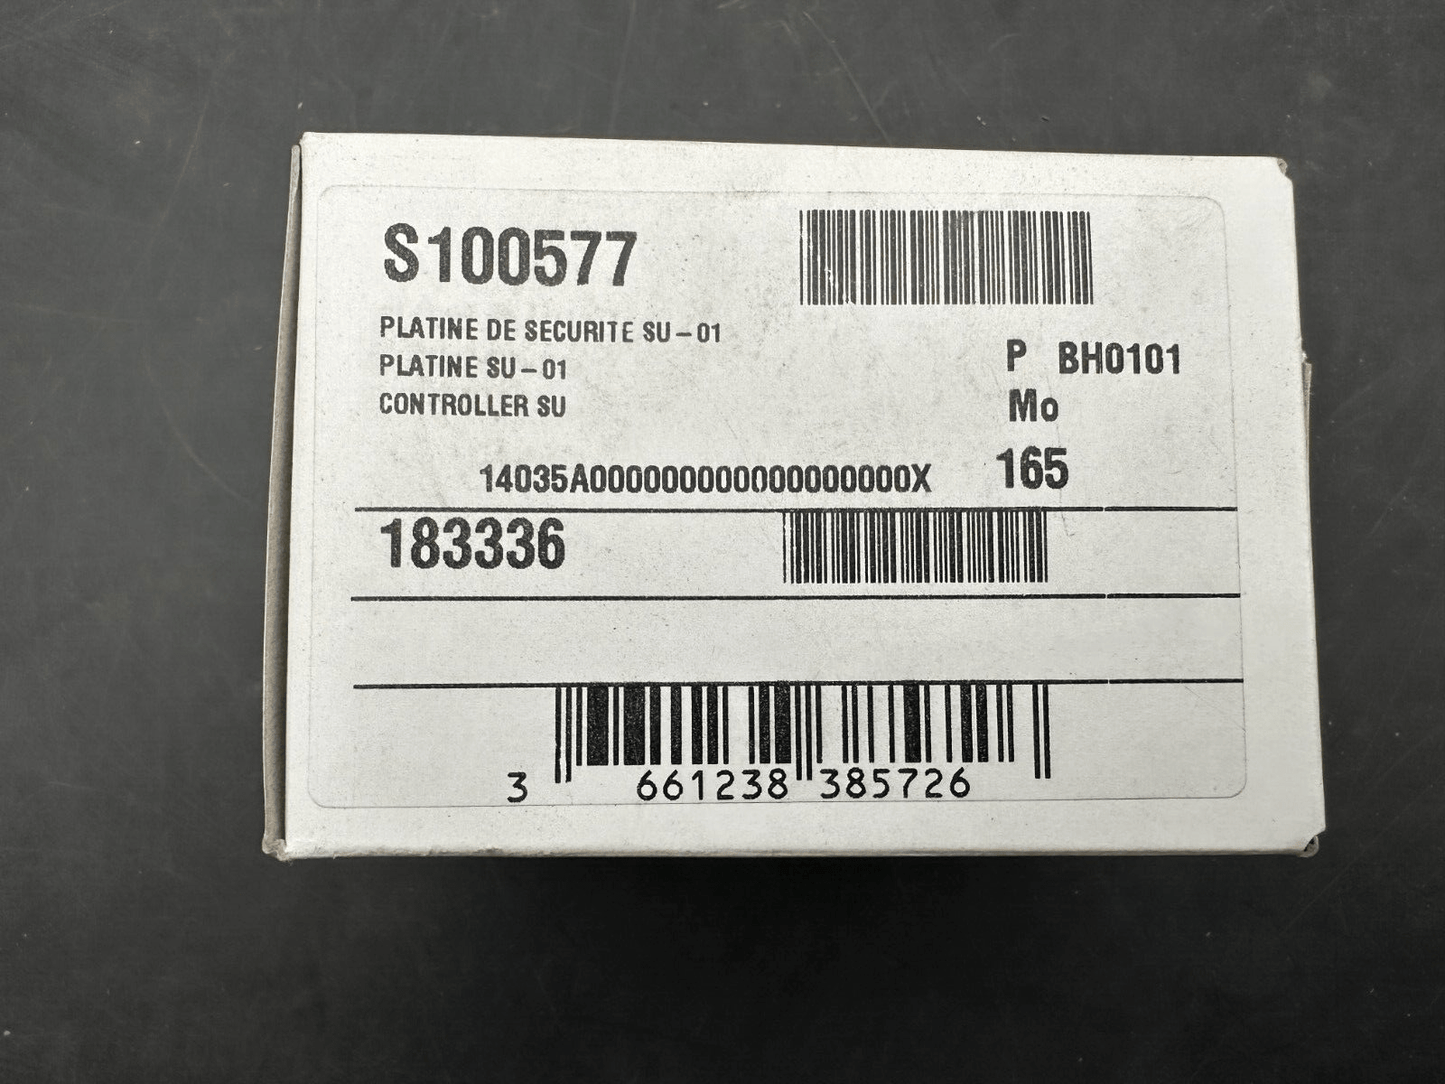 S100577
PLATINE DE SECURITE SU-01
PLATINE SU-01
CONTROLLER SU
P BH0101
Mo
14035A0000000000000000000X 165
183336
3 661238 385726